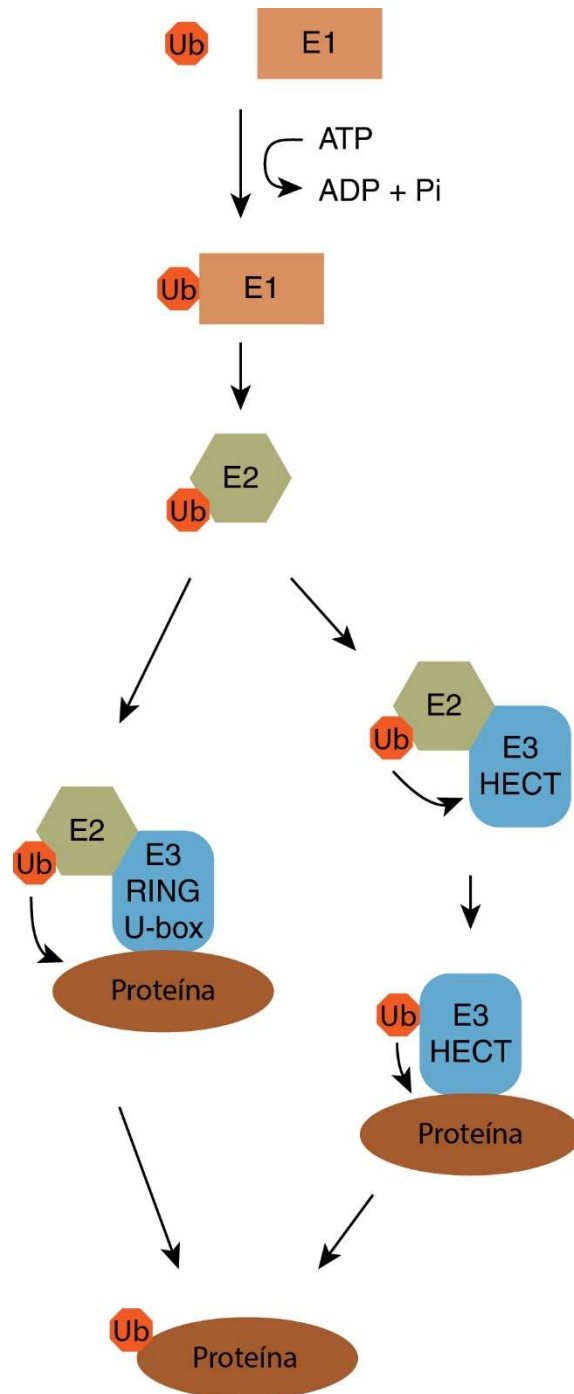 Ub
E1
ATP
ADP + Pi
Ub
E1
E2
Ub
E2
Ub
E3
HECT
E2
Ub
E3
RING
U-box
Proteína
Ub
E3
HECT
Proteína
Ub
Proteína